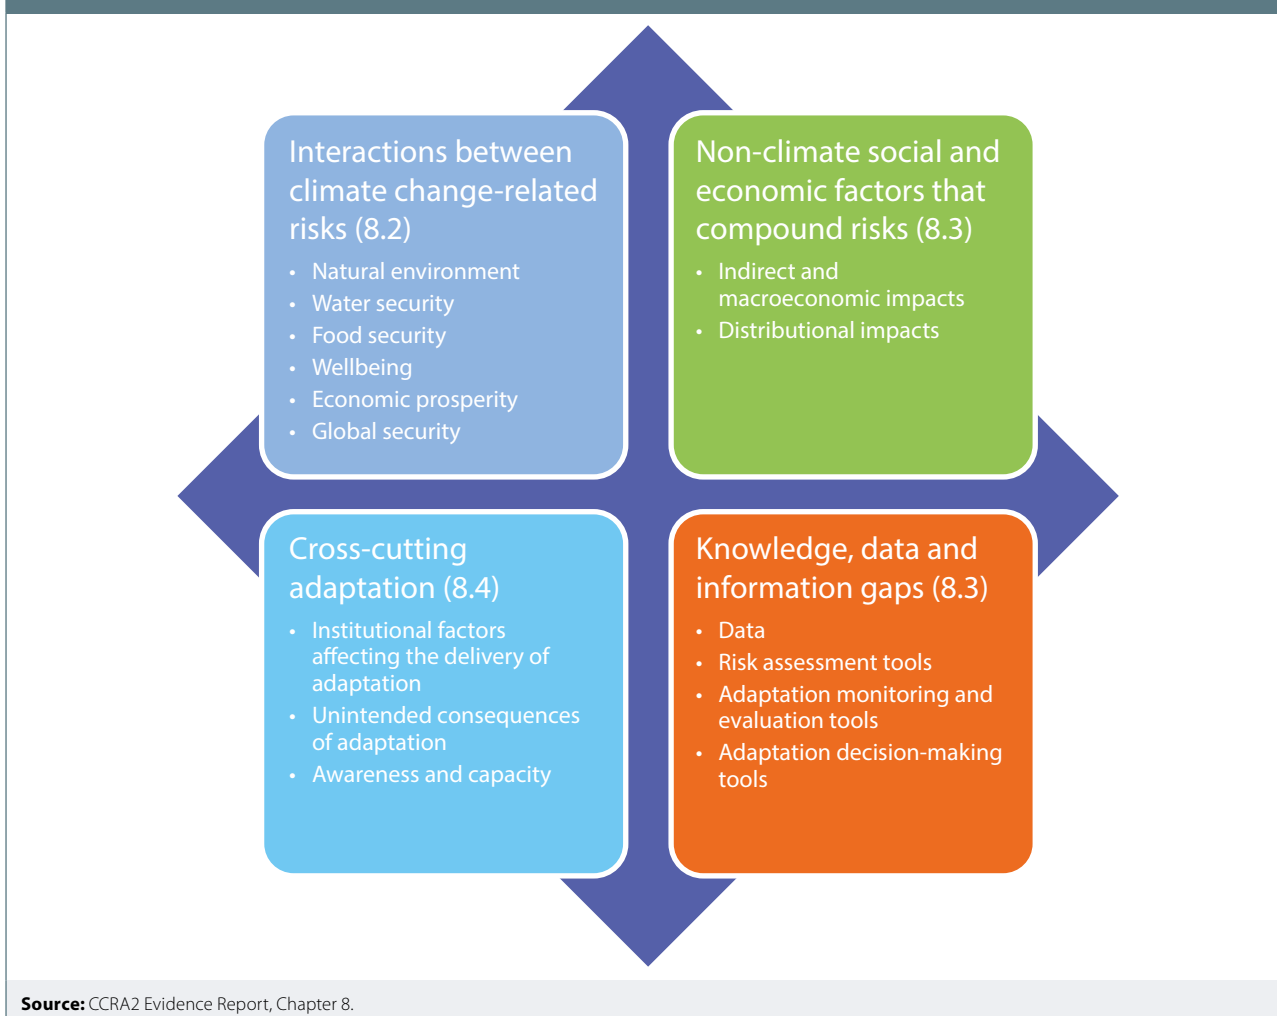 Interactions between
climate change-related
risks (8.2)
• Natural environment
• Water security
• Food security
• Wellbeing
• Economic prosperity
• Global security
Non-climate social and
economic factors that
compound risks (8.3)
• Indirect and
macroeconomic impacts
• Distributional impacts
Cross-cutting
adaptation (8.4)
• Institutional factors
affecting the delivery of
adaptation
• Unintended consequences
of adaptation
• Awareness and capacity
Knowledge, data and
information gaps (8.3)
• Data
• Risk assessment tools
• Adaptation monitoring and
evaluation tools
• Adaptation decision-making
tools
Source: CCRA2 Evidence Report, Chapter 8.